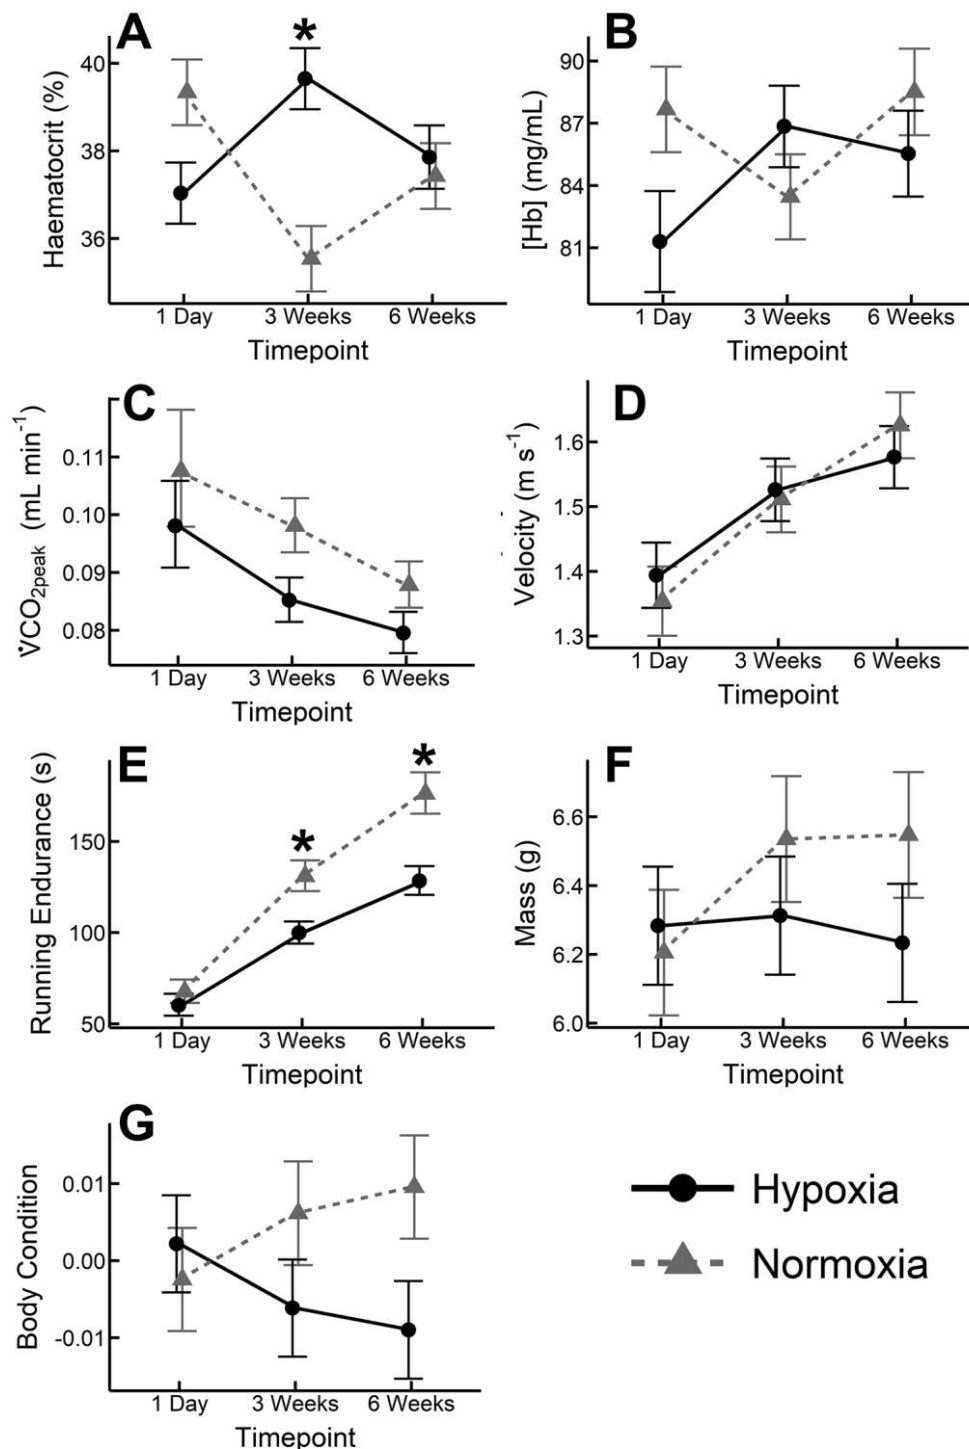 A
*
Haematocrit (%)
40
38
36
1 Day 3 Weeks 6 Weeks
Timepoint
B
[Hb] (mg/mL)
90
87
84
81
1 Day 3 Weeks 6 Weeks
Timepoint
C
V̇CO2peak (mL min-1)
0.11
0.10
0.09
0.08
1 Day 3 Weeks 6 Weeks
Timepoint
D
Velocity (m s-1)
1.6
1.5
1.4
1.3
1 Day 3 Weeks 6 Weeks
Timepoint
E
*
*
Running Endurance (s)
150
100
50
1 Day 3 Weeks 6 Weeks
Timepoint
F
Mass (g)
6.6
6.4
6.2
6.0
1 Day 3 Weeks 6 Weeks
Timepoint
G
Body Condition
0.01
0.00
-0.01
1 Day 3 Weeks 6 Weeks
Timepoint
Hypoxia
Normoxia